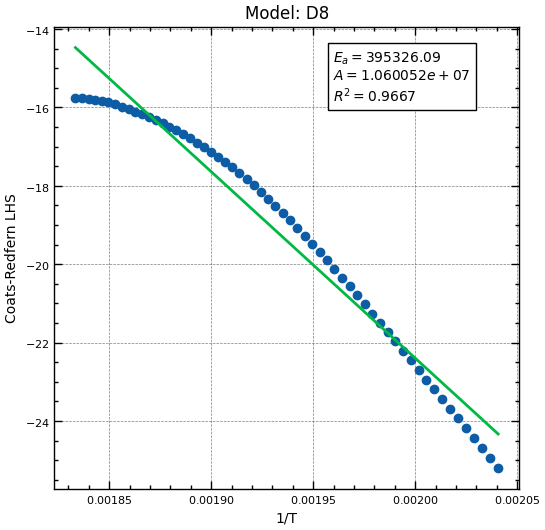 Model: D8
−14
−16
−18
−20
−22
−24
Coats-Redfern LHS
E_a = 395326.09
A = 1.060052e + 07
R² = 0.9667
0.00185 0.00190 0.00195 0.00200 0.00205
1/T